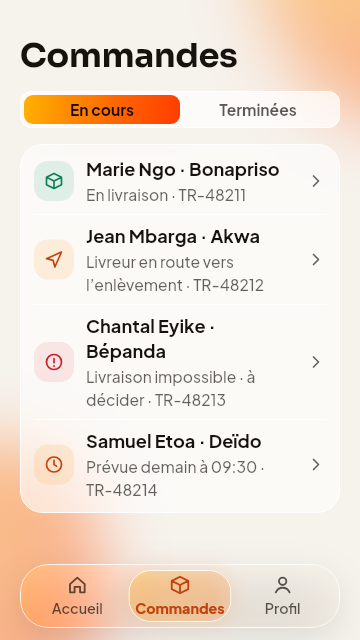 Commandes
En cours
Terminées
Marie Ngo · Bonapriso
En livraison · TR-48211
Jean Mbarga · Akwa
Livreur en route vers
l’enlèvement · TR-48212
Chantal Eyike ·
Bépanda
Livraison impossible · à
décider · TR-48213
Samuel Etoa · Deïdo
Prévue demain à 09:30 ·
TR-48214
Accueil
Commandes
Profil